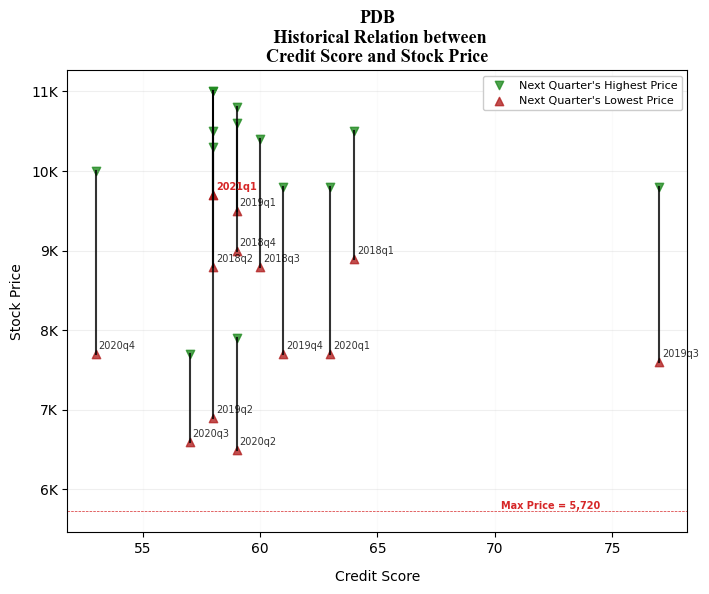 PDB
Historical Relation between
Credit Score and Stock Price
Next Quarter's Highest Price
Next Quarter's Lowest Price
11K
10K
9K
8K
7K
6K
Stock Price
2021q1
2019q1
2018q4
2018q1
2018q2
2018q3
2020q4
2019q4
2020q1
2019q3
2019q2
2020q3
2020q2
Max Price = 5,720
55
60
65
70
75
Credit Score